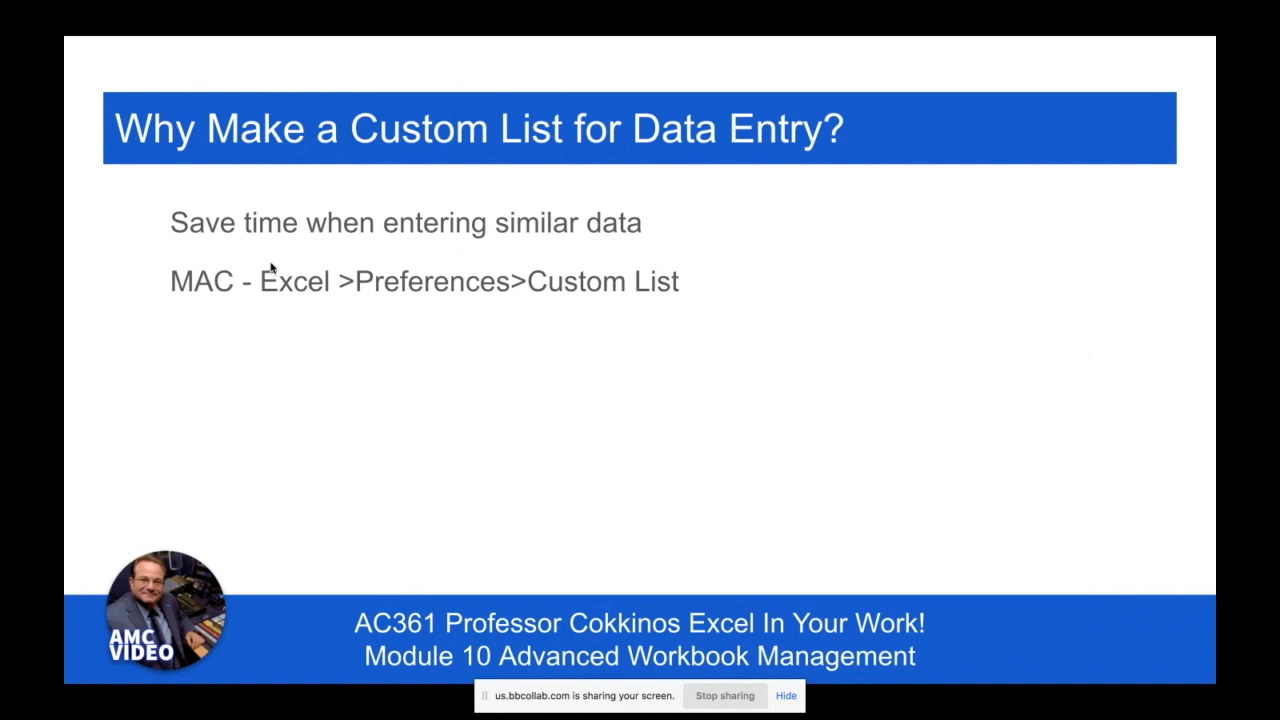 Why Make a Custom List for Data Entry?
Save time when entering similar data
MAC - Excel >Preferences>Custom List
AMC
VIDEO
AC361 Professor Cokkinos Excel In Your Work!
Module 10 Advanced Workbook Management
us.bbcollab.com is sharing your screen. Stop sharing Hide